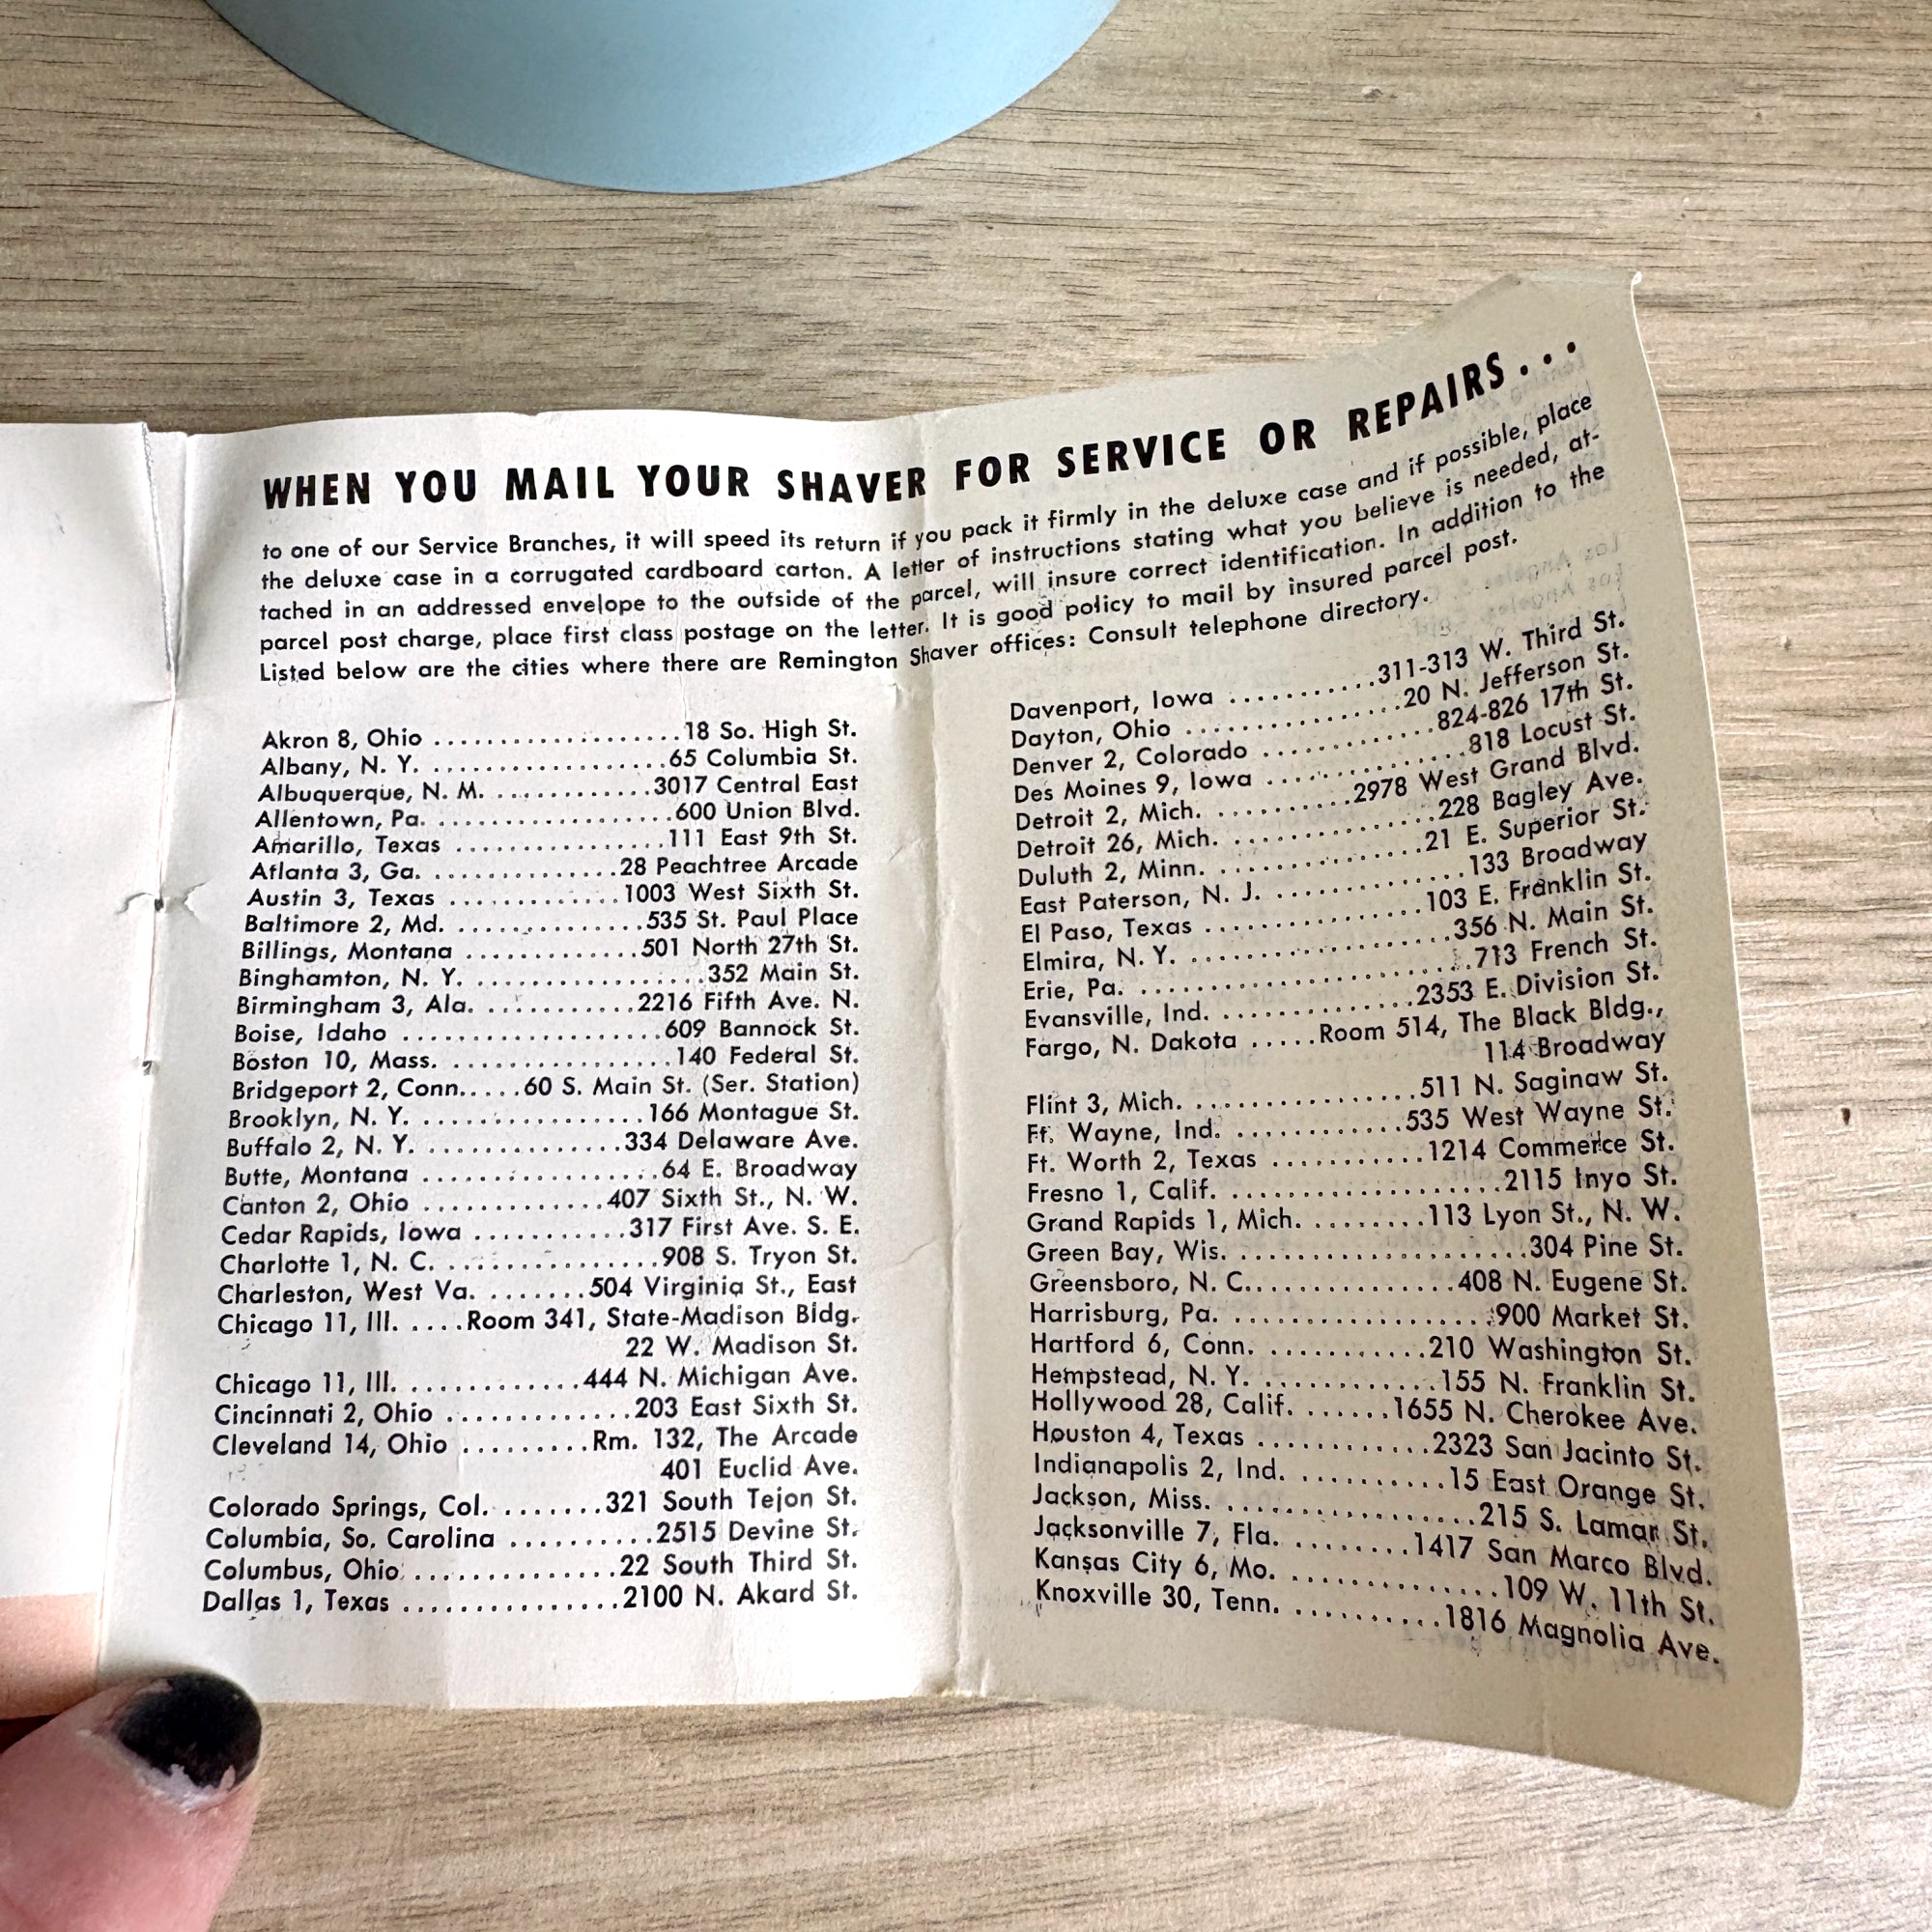 WHEN YOU MAIL YOUR SHAVER FOR SERVICE OR REPAIRS...
to one of our Service Branches, it will speed its return if you pack it firmly in the deluxe case and if possible, place
the deluxe case in a corrugated cardboard carton. A letter of instructions stating what you believe is needed, at-
tached in an addressed envelope to the outside of the parcel, will insure correct identification. In addition to the
parcel post charge, place first class postage on the letter. It is good policy to mail by insured parcel post.
Listed below are the cities where there are Remington Shaver offices: Consult telephone directory.
Akron 8, Ohio ...................18 So. High St.
Albany, N. Y. ..................65 Columbia St.
Albuquerque, N. M. ............3017 Central East
Allentown, Pa. ..................600 Union Blvd.
Amarillo, Texas ................111 East 9th St.
Atlanta 3, Ga. ...............28 Peachtree Arcade
Austin 3, Texas .............1003 West Sixth St.
Baltimore 2, Md. ..............535 St. Paul Place
Billings, Montana .............501 North 27th St.
Binghamton, N. Y. ..................352 Main St.
Birmingham 3, Ala. ............2216 Fifth Ave. N.
Boise, Idaho ....................609 Bannock St.
Boston 10, Mass. .................140 Federal St.
Bridgeport 2, Conn.....60 S. Main St. (Ser. Station)
Brooklyn, N. Y. .................166 Montague St.
Buffalo 2, N. Y. ...............334 Delaware Ave.
Butte, Montana ..................64 E. Broadway
Canton 2, Ohio ..............407 Sixth St., N. W.
Cedar Rapids, Iowa ............317 First Ave. S. E.
Charlotte 1, N. C. ................908 S. Tryon St.
Charleston, West Va. .......504 Virginia St., East
Chicago 11, Ill. .....Room 341, State-Madison Bldg.
22 W. Madison St.
Chicago 11, Ill. .............444 N. Michigan Ave.
Cincinnati 2, Ohio .............203 East Sixth St.
Cleveland 14, Ohio .........Rm. 132, The Arcade
401 Euclid Ave.
Colorado Springs, Col. ........321 South Tejon St.
Columbia, So. Carolina ..........2515 Devine St.
Columbus, Ohio ...............22 South Third St.
Dallas 1, Texas ................2100 N. Akard St.
Davenport, Iowa ...........311-313 W. Third St.
Dayton, Ohio ................20 N. Jefferson St.
Denver 2, Colorado .............824-826 17th St.
Des Moines 9, Iowa ...............818 Locust St.
Detroit 2, Mich. ..........2978 West Grand Blvd.
Detroit 26, Mich. ................228 Bagley Ave.
Duluth 2, Minn. ................21 E. Superior St.
East Paterson, N. J. ...............133 Broadway
El Paso, Texas .................103 E. Franklin St.
Elmira, N. Y. ....................356 N. Main St.
Erie, Pa. ..........................713 French St.
Evansville, Ind. ..............2353 E. Division St.
Fargo, N. Dakota .....Room 514, The Black Bldg.,
114 Broadway
Flint 3, Mich. .................511 N. Saginaw St.
Ft. Wayne, Ind. .............535 West Wayne St.
Ft. Worth 2, Texas ............1214 Commerce St.
Fresno 1, Calif. .....................2115 Inyo St.
Grand Rapids 1, Mich. .........113 Lyon St., N. W.
Green Bay, Wis. .......................304 Pine St.
Greensboro, N. C................408 N. Eugene St.
Harrisburg, Pa. ....................900 Market St.
Hartford 6, Conn. ............210 Washington St.
Hempstead, N. Y. .............155 N. Franklin St.
Hollywood 28, Calif. .......1655 N. Cherokee Ave.
Houston 4, Texas .............2323 San Jacinto St.
Indianapolis 2, Ind. ...........15 East Orange St.
Jackson, Miss. ...................215 S. Lamar St.
Jacksonville 7, Fla. .........1417 San Marco Blvd.
Kansas City 6, Mo. ...............109 W. 11th St.
Knoxville 30, Tenn. ..........1816 Magnolia Ave.